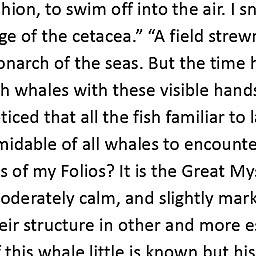 hion, to swim off into the air. I sn
ge of the cetacea.” “A field strewn
onarch of the seas. But the time h
h whales with these visible hands
ticed that all the fish familiar to l
midable of all whales to encounte
s of my Folios? It is the Great Mys
oderately calm, and slightly mark
eir structure in other and more es
f this whale little is known but his